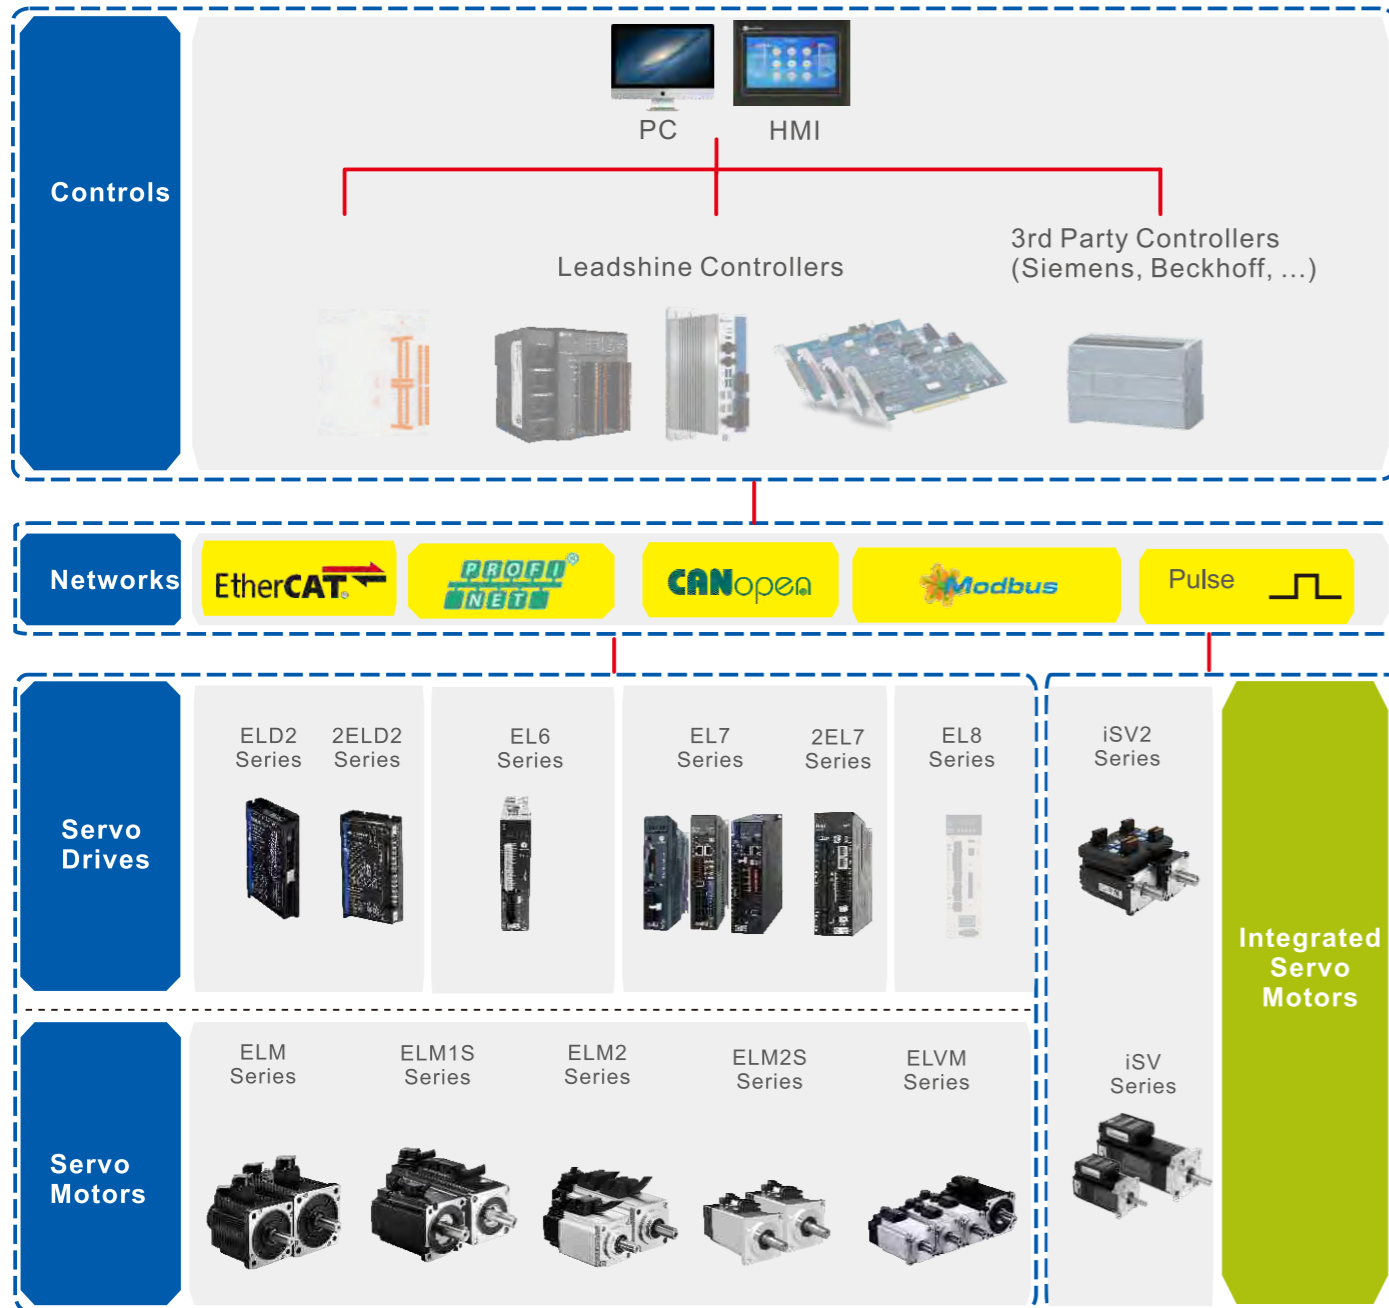 PC
HMI
Controls
Leadshine Controllers
3rd Party Controllers
(Siemens, Beckhoff, ...)
Networks
EtherCAT
PROFI
NET
CANopen
Modbus
Pulse
Servo
Drives
ELD2
Series
2ELD2
Series
EL6
Series
EL7
Series
2EL7
Series
EL8
Series
iSV2
Series
Integrated
Servo
Motors
Servo
Motors
ELM
Series
ELM1S
Series
ELM2
Series
ELM2S
Series
ELVM
Series
iSV
Series